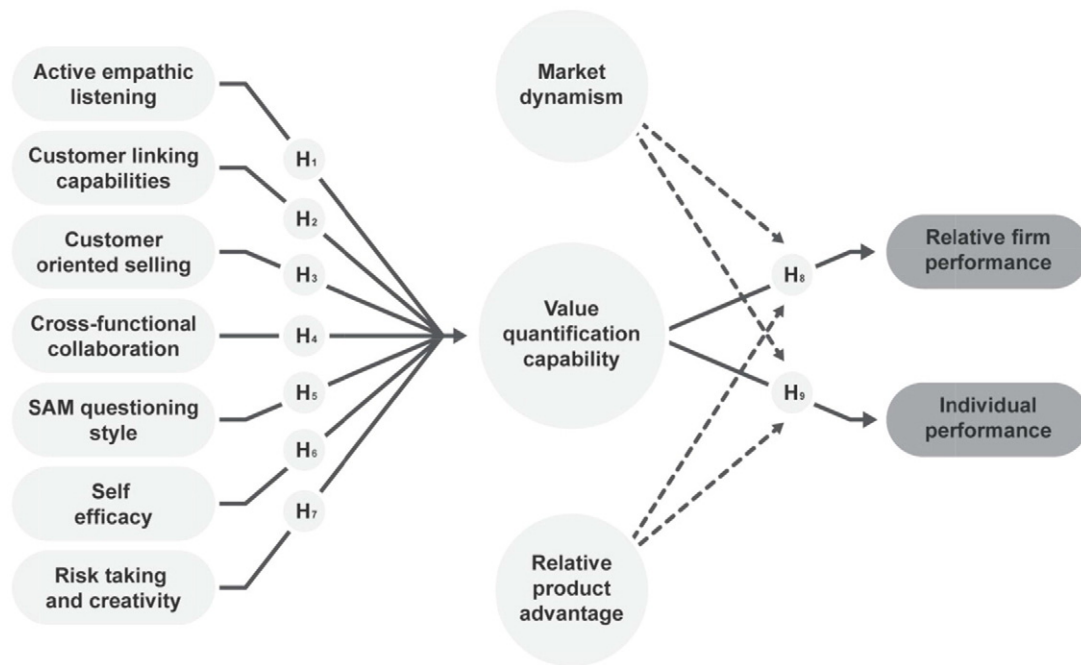 Active empathic
listening
Customer linking
capabilities
Customer
oriented selling
Cross-functional
collaboration
SAM questioning
style
Self
efficacy
Risk taking
and creativity
H₁
H₂
H₃
H₄
H₅
H₆
H₇
Market
dynamism
Value
quantification
capability
Relative
product
advantage
H₈
H₉
Relative firm
performance
Individual
performance